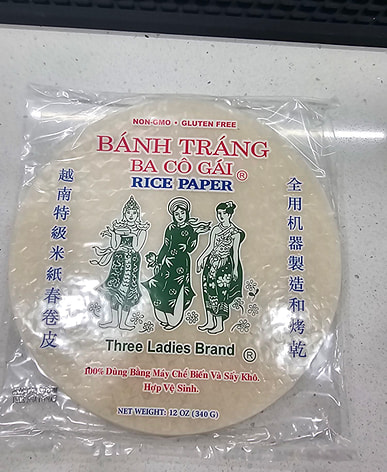 NON-GMO • GLUTEN FREE
BÁNH TRÁNG
BA CÔ GÁI ®
RICE PAPER
越南特級米紙春卷皮
全用机器製造和烤乾
Three Ladies Brand ®
100% Dùng Bằng Máy Chế Biến Và Sấy Khô.
Hợp Vệ Sinh.
NET WEIGHT: 12 OZ (340 G)